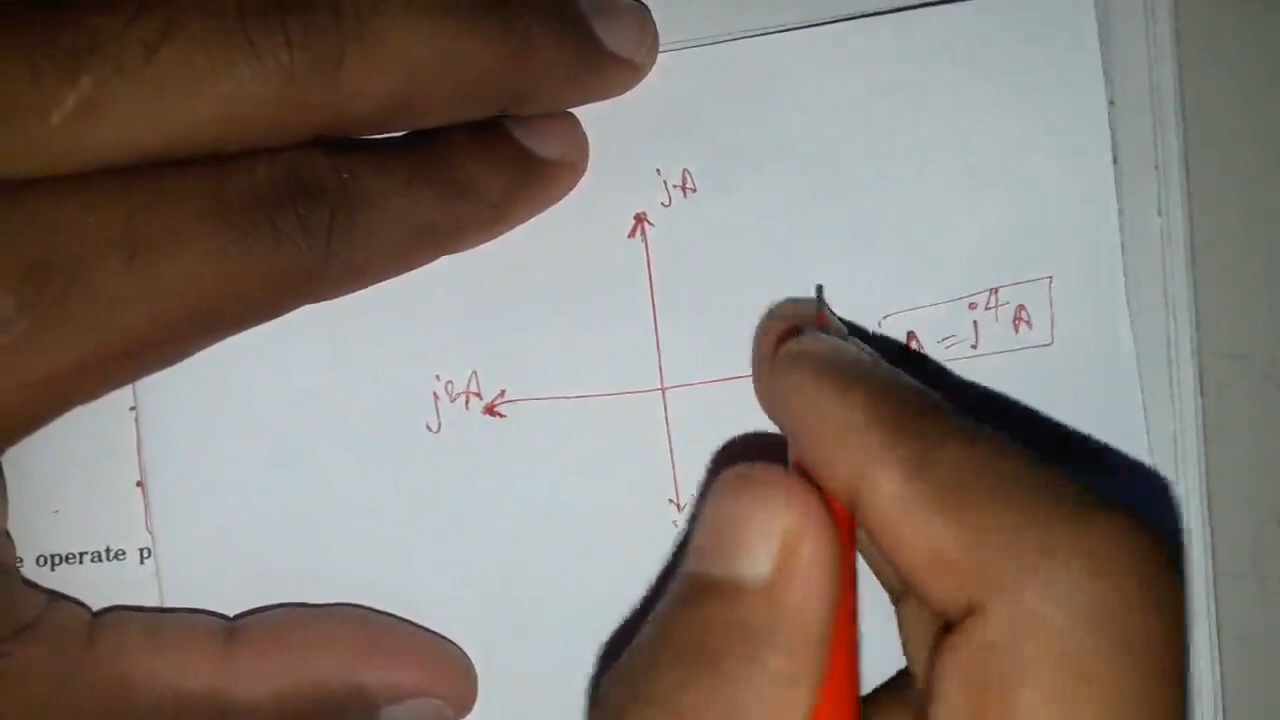 jA
A = j⁴A
j²A
operate p